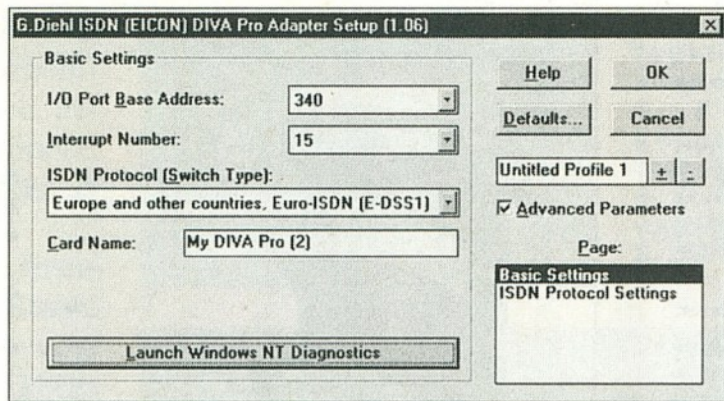 G.Diehl ISDN (EICON) DIVA Pro Adapter Setup (1.06)
Basic Settings
I/O Port Base Address: 340
Interrupt Number: 15
ISDN Protocol (Switch Type):
Europe and other countries, Euro-ISDN (E-DSS1)
Card Name: My DIVA Pro (2)
Launch Windows NT Diagnostics
Help OK
Defaults... Cancel
Untitled Profile 1 + -
Advanced Parameters
Page:
Basic Settings
ISDN Protocol Settings